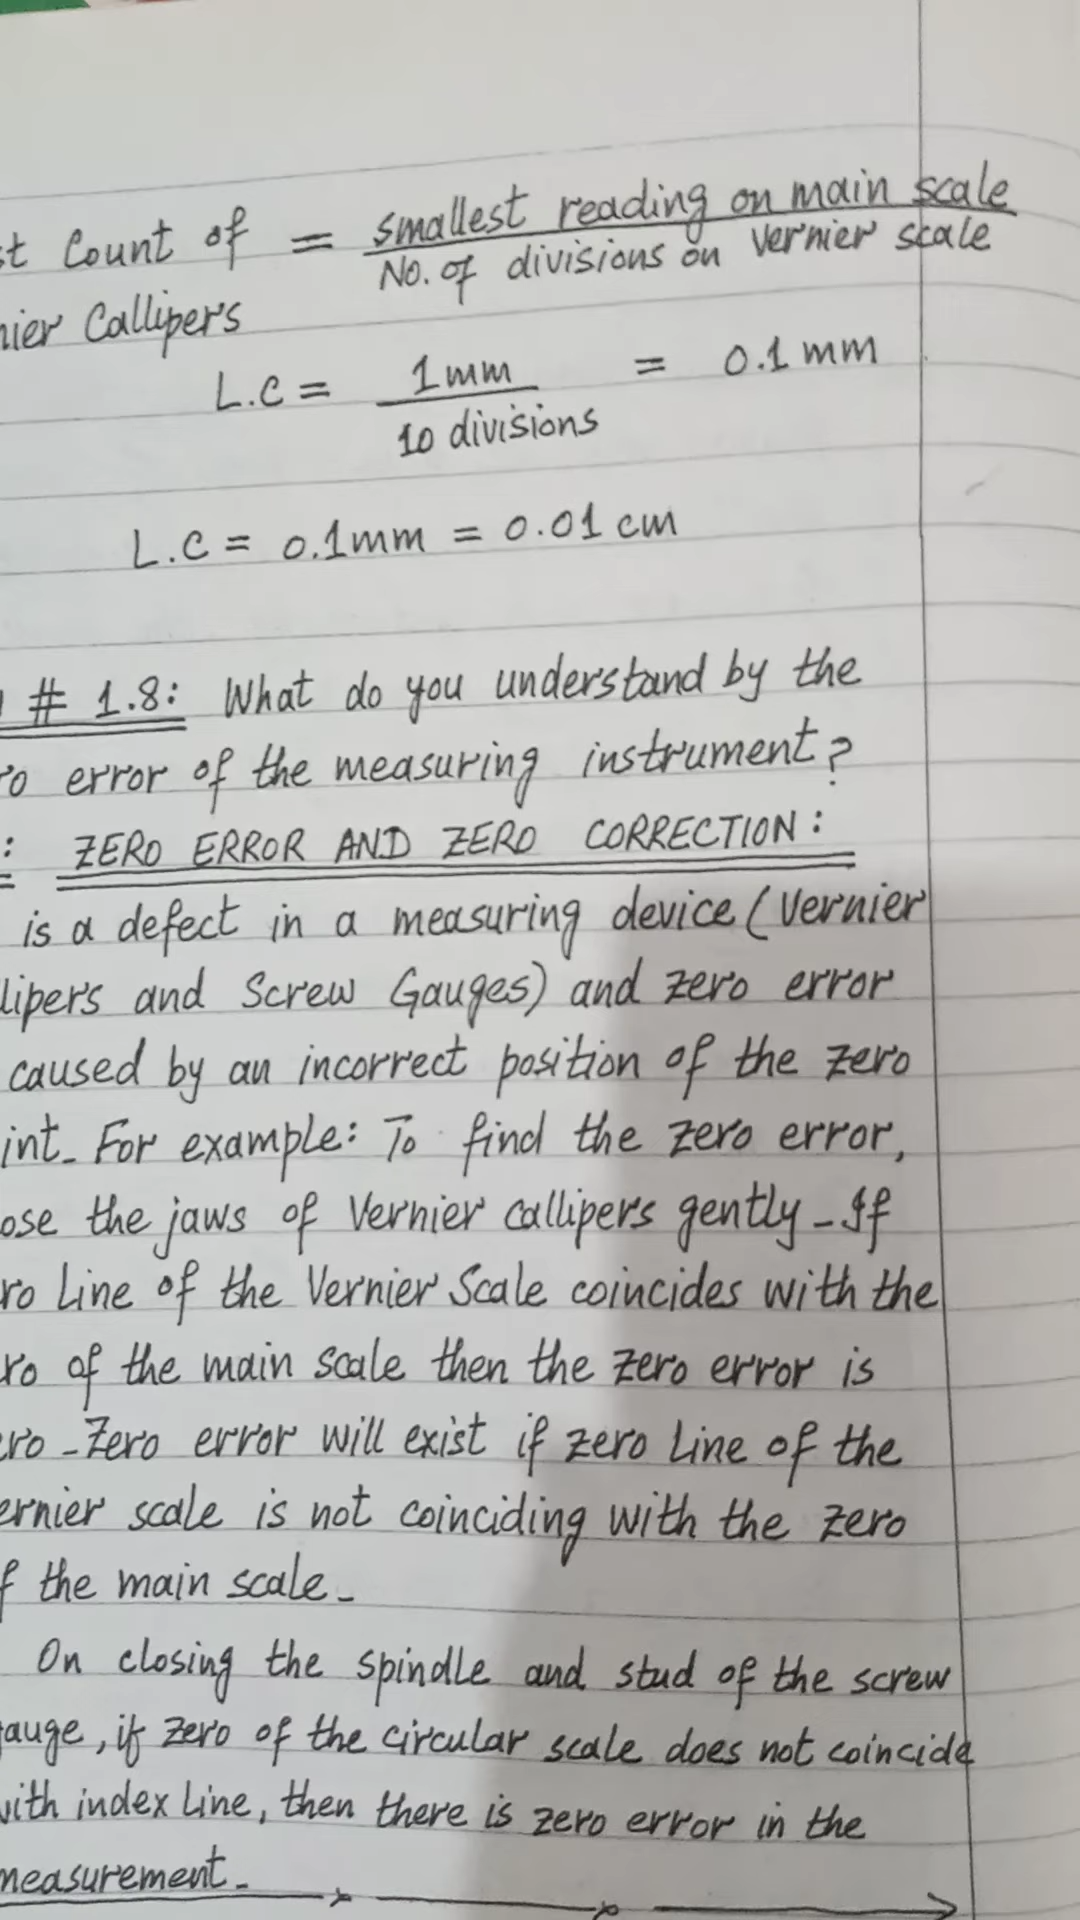 st Count of = smallest reading on main scale
No. of divisions on Vernier scale
nier Callipers
L.C = 1mm = 0.1 mm
10 divisions
L.C = 0.1mm = 0.01 cm
# 1.8: What do you understand by the
ro error of the measuring instrument?
: ZERO ERROR AND ZERO CORRECTION:
is a defect in a measuring device (Vernier
lipers and Screw Gauges) and zero error
caused by an incorrect position of the zero
int_ For example: To find the zero error,
ose the jaws of Vernier callipers gently_If
ro Line of the Vernier Scale coincides with the
ro of the main scale then the zero error is
ero_Zero error will exist if zero Line of the
ernier scale is not coinciding with the zero
f the main scale_
On closing the spindle and stud of the screw
auge, if zero of the circular scale does not coincide
with index Line, then there is zero error in the
measurement_